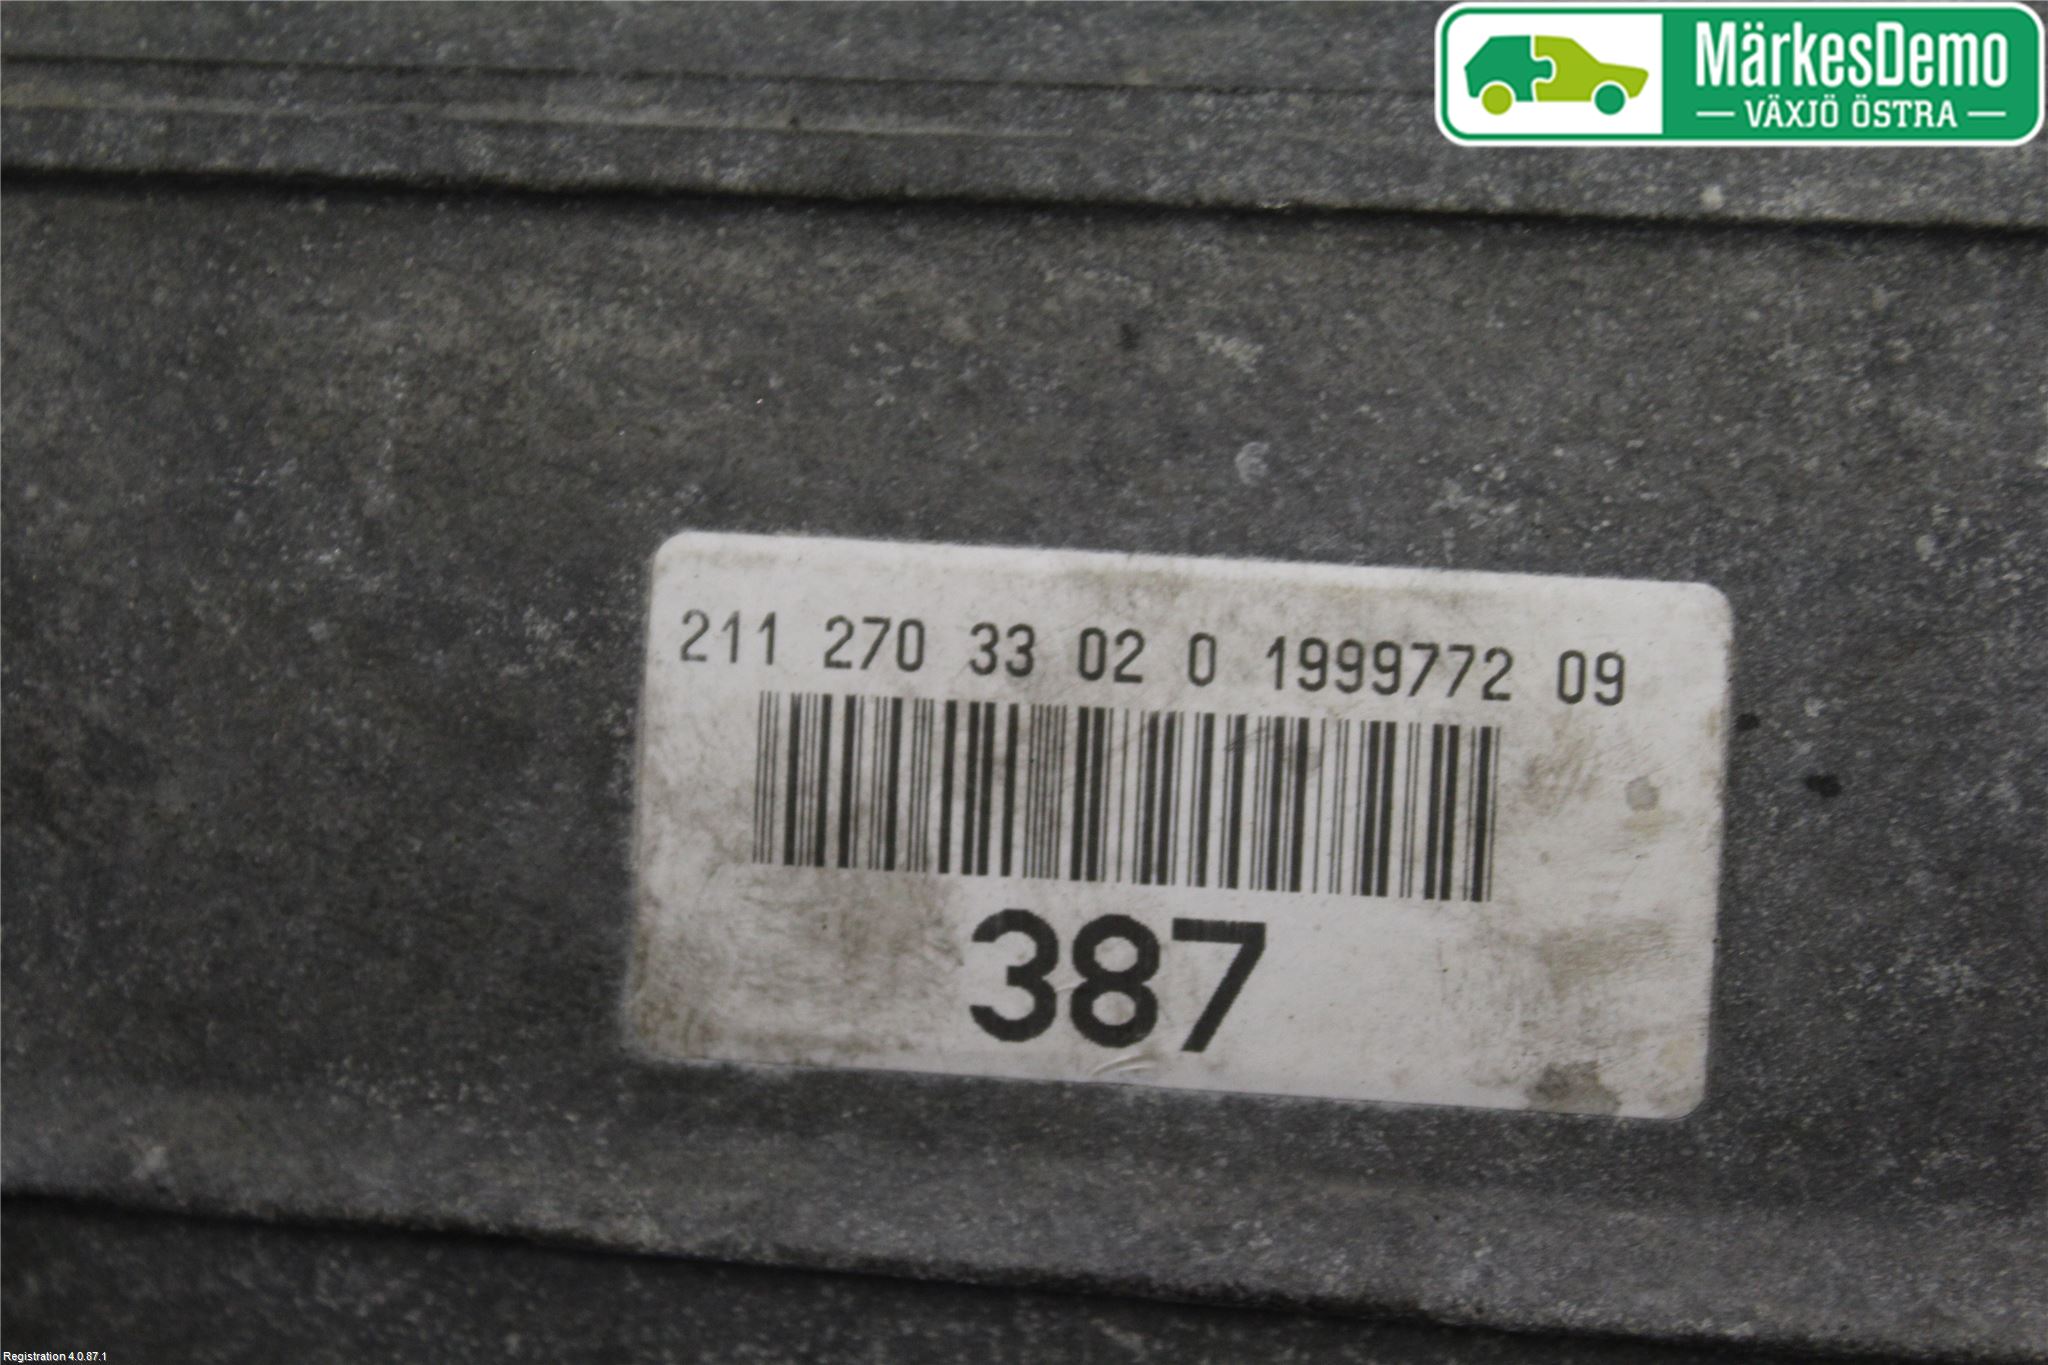 MärkesDemo
VÄXJÖ ÖSTRA
211 270 33 02 0 1999772 09
387
Registration 4.0.87.1